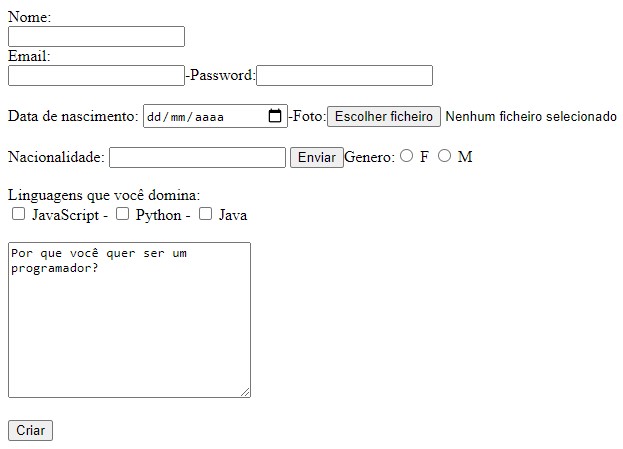 Nome:
Email:
-Password:
Data de nascimento: dd/mm/aaaa -Foto: Escolher ficheiro Nenhum ficheiro selecionado
Nacionalidade: Enviar Genero: F M
Linguagens que você domina:
JavaScript - Python - Java
Por que você quer ser um
programador?
Criar